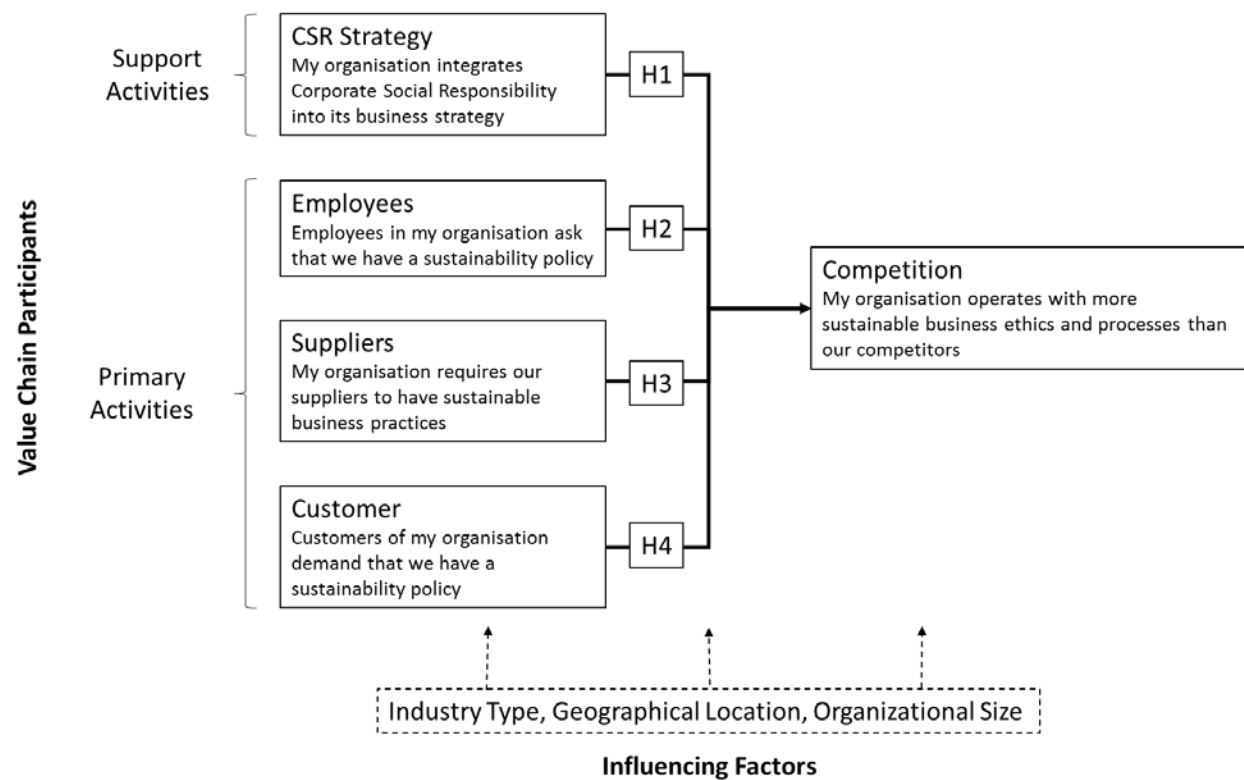 Value Chain Participants
Support
Activities
CSR Strategy
My organisation integrates
Corporate Social Responsibility
into its business strategy
H1
Primary
Activities
Employees
Employees in my organisation ask
that we have a sustainability policy
H2
Suppliers
My organisation requires our
suppliers to have sustainable
business practices
H3
Customer
Customers of my organisation
demand that we have a
sustainability policy
H4
Competition
My organisation operates with more
sustainable business ethics and processes than
our competitors
Industry Type, Geographical Location, Organizational Size
Influencing Factors